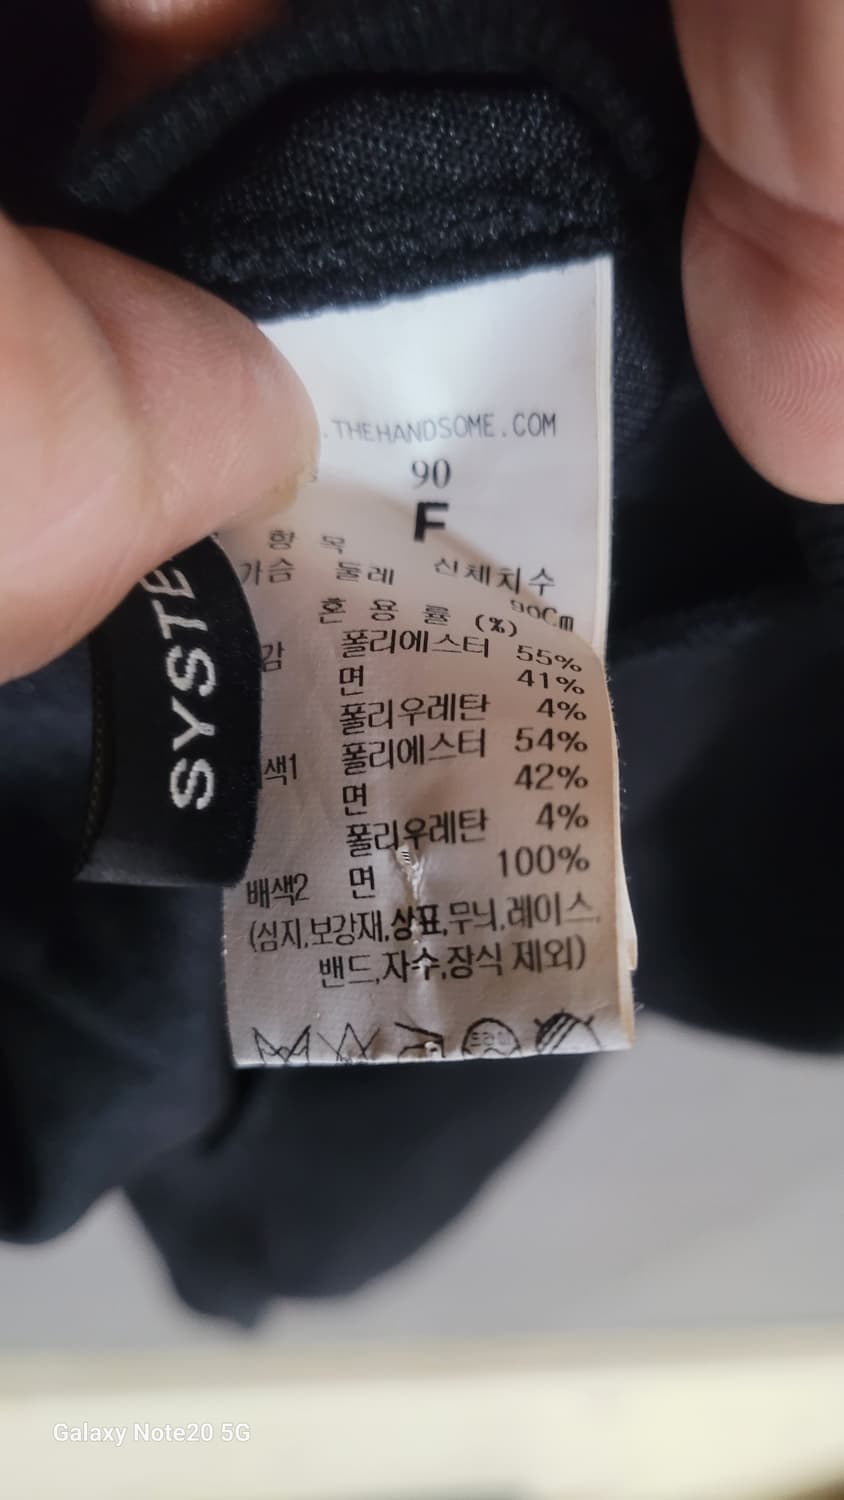 .THEHANDSOME.COM
90
F
항 목
가슴 둘레 신체치수
90Cm
혼 용 률 (%)
감 폴리에스터 55%
면 41%
폴리우레탄 4%
색1 폴리에스터 54%
면 42%
폴리우레탄 4%
배색2 면 100%
(심지,보강재,상표,무늬,레이스,
밴드,자수,장식 제외)
SYSTE
Galaxy Note20 5G